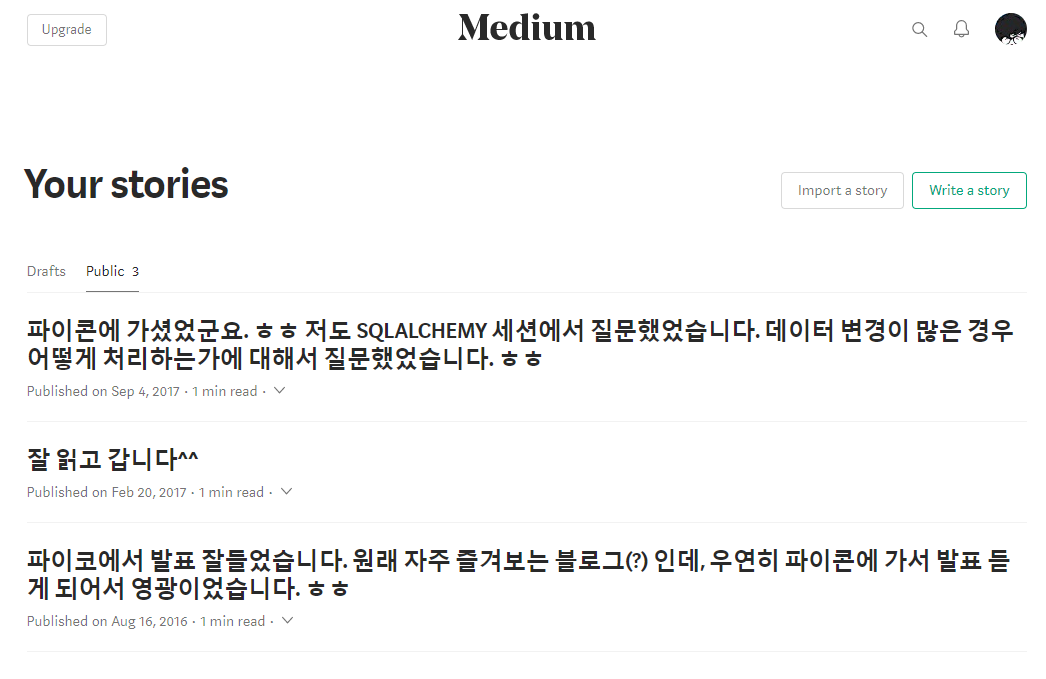 Upgrade
Medium
Your stories
Import a story
Write a story
Drafts
Public 3
파이콘에 가셨었군요. ㅎㅎ 저도 SQLALCHEMY 세션에서 질문했었습니다. 데이터 변경이 많은 경우
어떻게 처리하는가에 대해서 질문했었습니다. ㅎㅎ
Published on Sep 4, 2017 · 1 min read ·
잘 읽고 갑니다^^
Published on Feb 20, 2017 · 1 min read ·
파이코에서 발표 잘들었습니다. 원래 자주 즐겨보는 블로그(?) 인데, 우연히 파이콘에 가서 발표 듣
게 되어서 영광이었습니다. ㅎㅎ
Published on Aug 16, 2016 · 1 min read ·